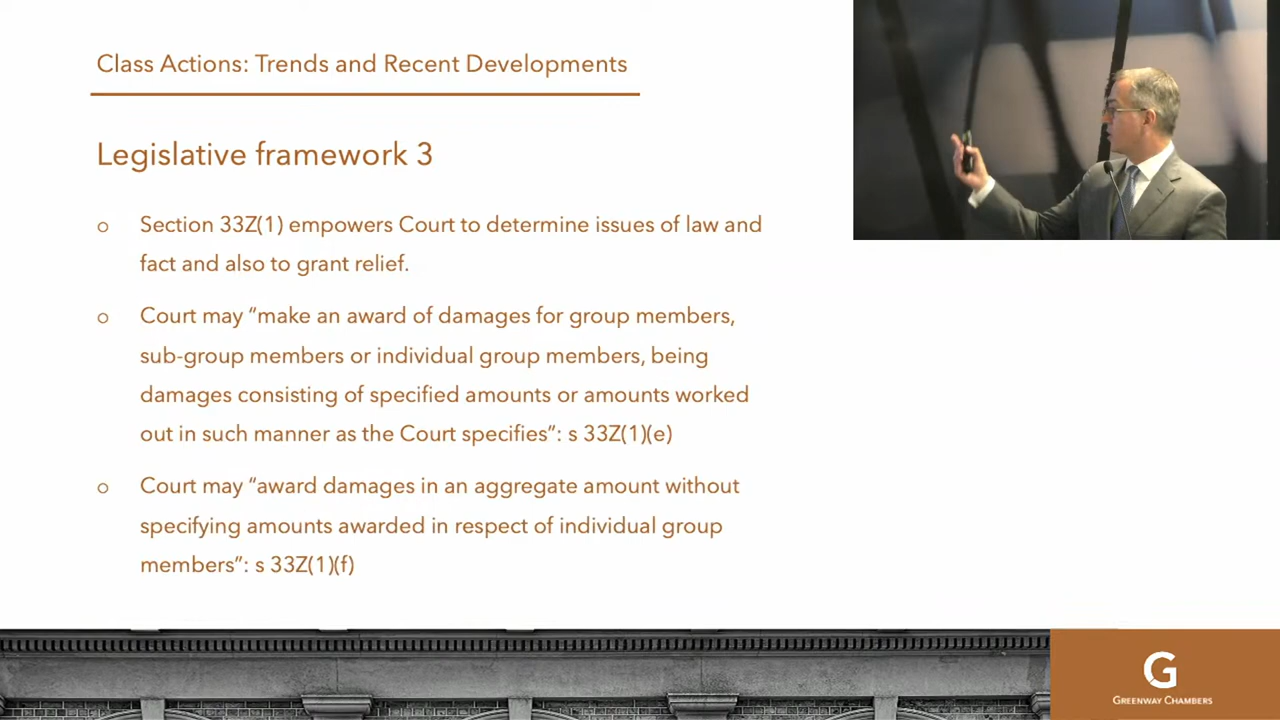 Class Actions: Trends and Recent Developments
Legislative framework 3
o Section 33Z(1) empowers Court to determine issues of law and
fact and also to grant relief.
o Court may “make an award of damages for group members,
sub-group members or individual group members, being
damages consisting of specified amounts or amounts worked
out in such manner as the Court specifies”: s 33Z(1)(e)
o Court may “award damages in an aggregate amount without
specifying amounts awarded in respect of individual group
members”: s 33Z(1)(f)
G
GREENWAY CHAMBERS